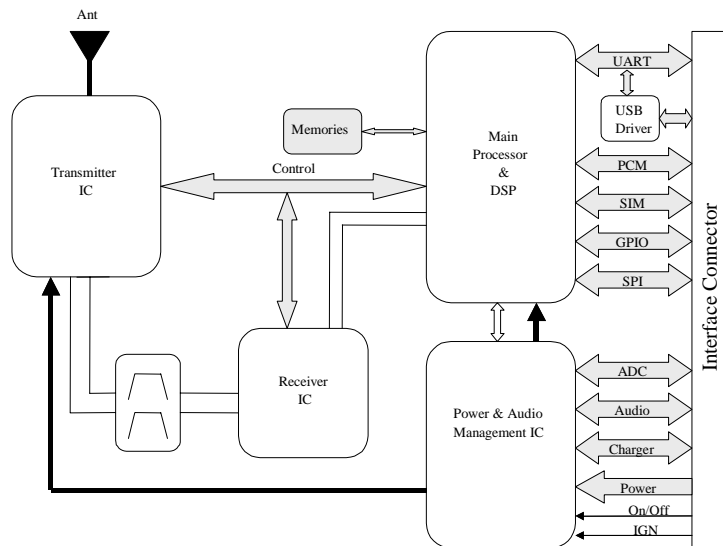 Ant
Transmitter
IC
Memories
Control
Main
Processor
&
DSP
UART
USB
Driver
PCM
SIM
GPIO
SPI
Receiver
IC
Power & Audio
Management IC
ADC
Audio
Charger
Power
On/Off
IGN
Interface Connector